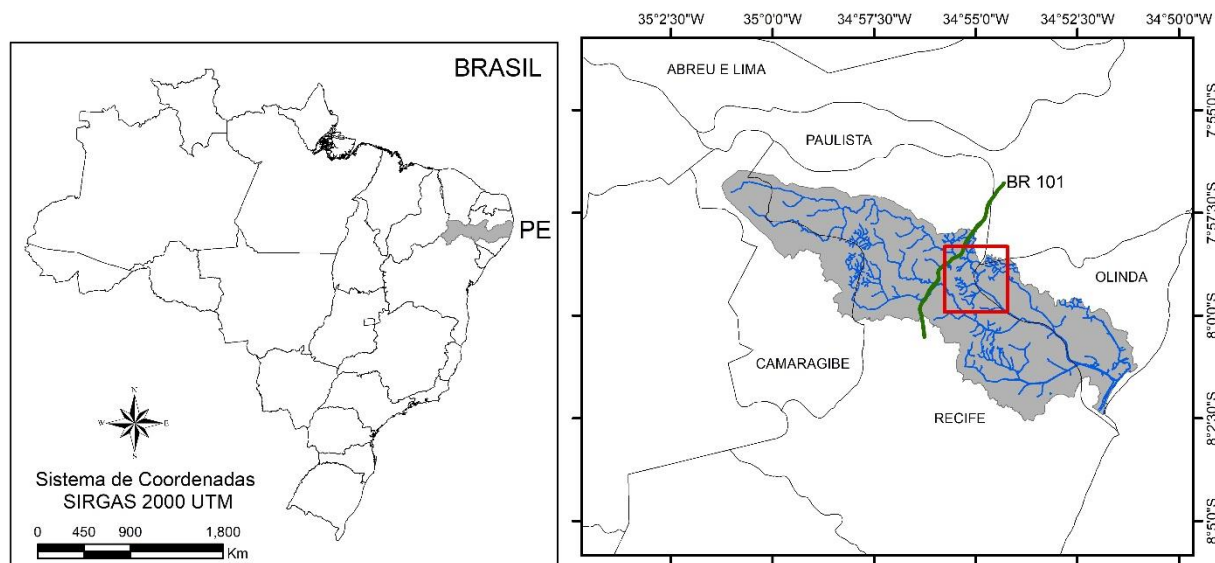 BRASIL
PE
N
W
E
S
Sistema de Coordenadas
SIRGAS 2000 UTM
0 450 900 1,800
Km
35°2'30"W 35°0'0"W 34°57'30"W 34°55'0"W 34°52'30"W 34°50'0"W
ABREU E LIMA
PAULISTA
BR 101
OLINDA
CAMARAGIBE
RECIFE
7°55'0"S
7°57'30"S
8°0'0"S
8°2'30"S
8°5'0"S